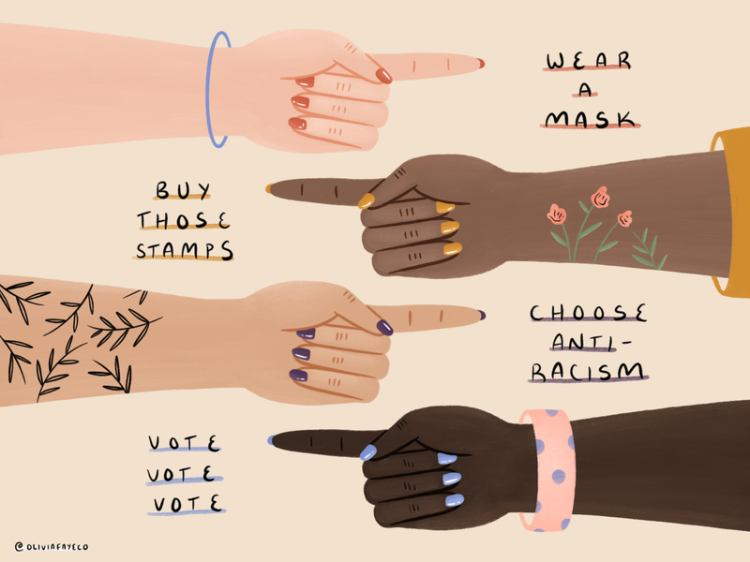 WEAR
A
MASK
BUY
THOSE
STAMPS
CHOOSE
ANTI-
RACISM
VOTE
VOTE
VOTE
@OLIVIAFAYECO